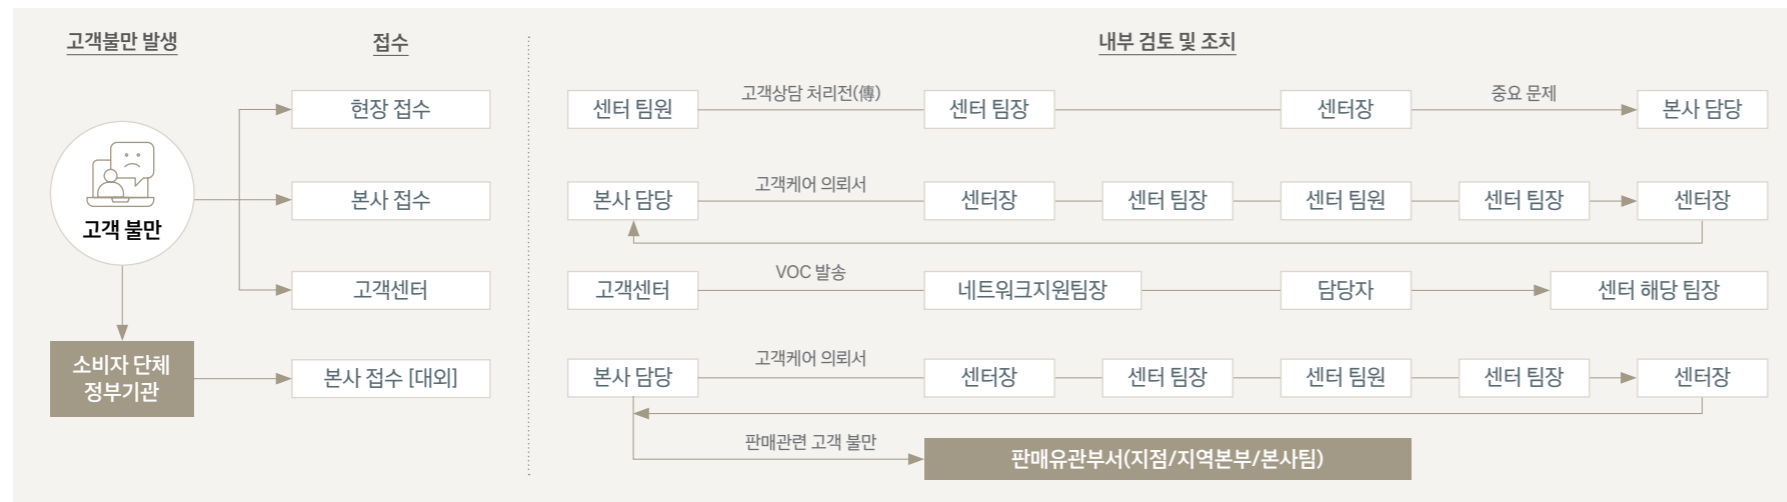 고객불만 발생
접수
내부 검토 및 조치
고객 불만
소비자 단체
정부기관
현장 접수
본사 접수
고객센터
본사 접수 [대외]
센터 팀원
고객상담 처리전(傳)
센터 팀장
센터장
중요 문제
본사 담당
본사 담당
고객케어 의뢰서
센터장
센터 팀장
센터 팀원
센터 팀장
센터장
고객센터
VOC 발송
네트워크지원팀장
담당자
센터 해당 팀장
본사 담당
고객케어 의뢰서
센터장
센터 팀장
센터 팀원
센터 팀장
센터장
판매관련 고객 불만
판매유관부서(지점/지역본부/본사팀)